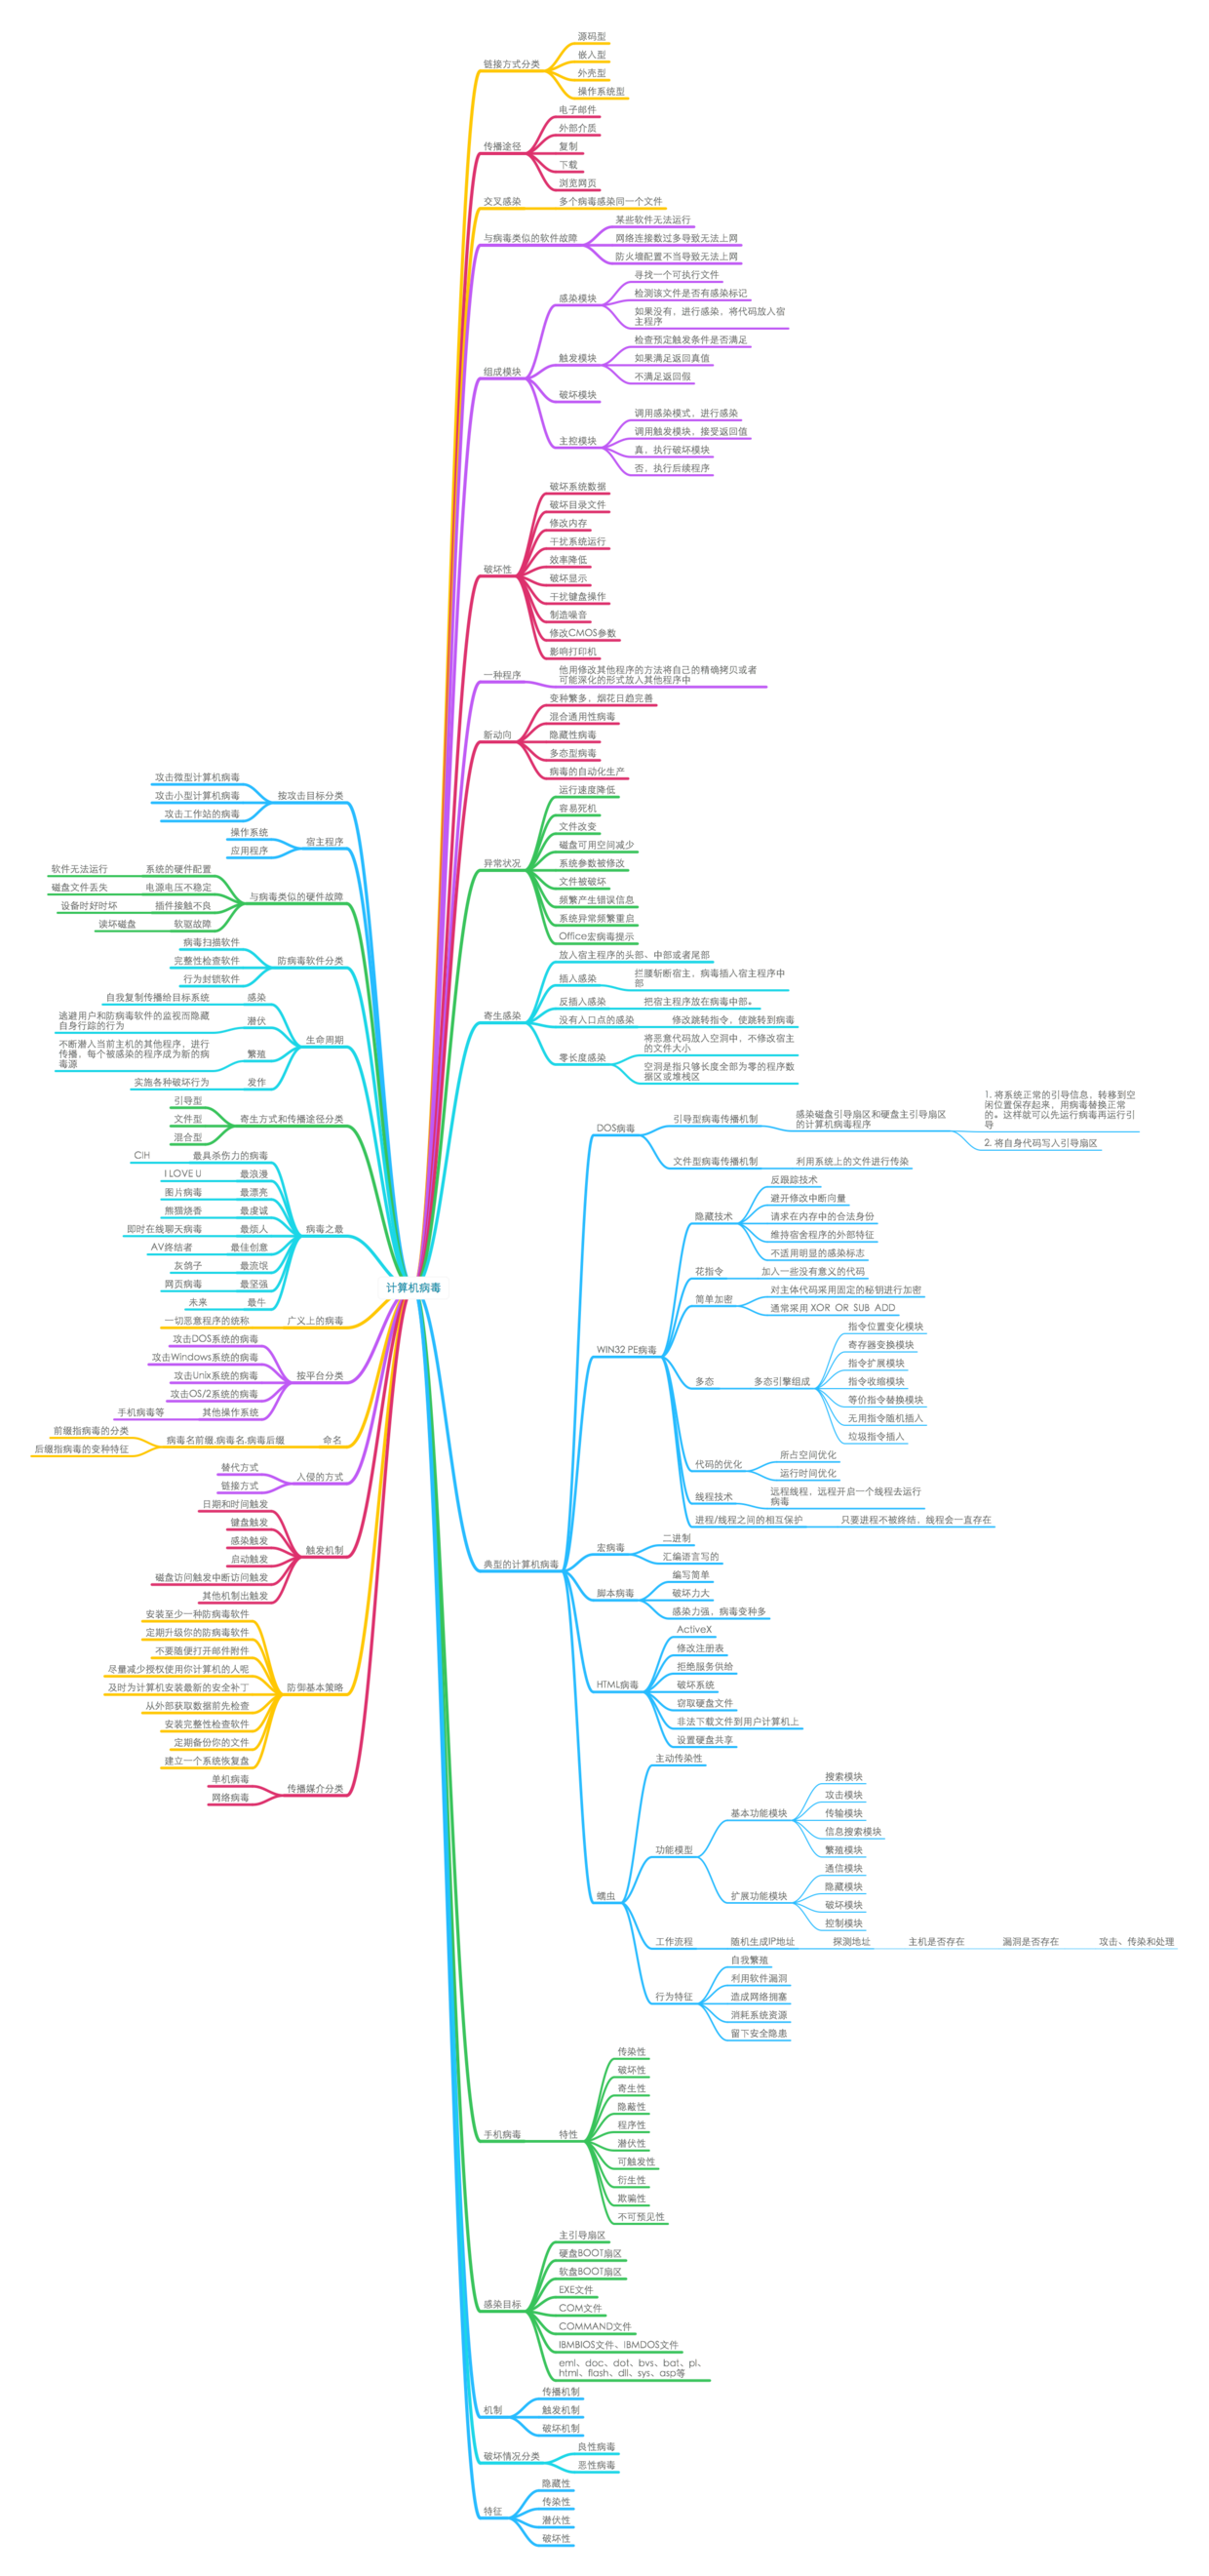 源码型
嵌入型
链接方式分类
外壳型
操作系统型
电子邮件
外部介质
传播途径
复制
下载
浏览网页
交叉感染
多个病毒感染同一个文件
某些软件无法运行
与病毒类似的软件故障
网络连接数过多导致无法上网
防火墙配置不当导致无法上网
组成模块
感染模块
寻找一个可执行文件
检测该文件是否有感染标记
如果没有，进行感染，将代码放入宿
主程序
触发模块
检查预定触发条件是否满足
如果满足返回真值
不满足返回假
破坏模块
主控模块
调用感染模式，进行感染
调用触发模块，接受返回值
真，执行破坏模块
否，执行后续程序
破坏性
破坏系统数据
破坏目录文件
修改内存
干扰系统运行
效率降低
破坏显示
干扰键盘操作
制造噪音
修改CMOS参数
影响打印机
一种程序
他用修改其他程序的方法将自己的精确拷贝或者
可能深化的形式放入其他程序中
新动向
变种繁多，烟花日趋完善
混合通用性病毒
隐藏性病毒
多态型病毒
病毒的自动化生产
异常状况
运行速度降低
容易死机
文件改变
磁盘可用空间减少
系统参数被修改
文件被破坏
频繁产生错误信息
系统异常频繁重启
Office宏病毒提示
寄生感染
放入宿主程序的头部、中部或者尾部
插入感染
拦腰斩断宿主，病毒插入宿主程序中
部
反插入感染
把宿主程序放在病毒中部。
没有入口点的感染
修改跳转指令，使跳转到病毒
零长度感染
将恶意代码放入空洞中，不修改宿主
的文件大小
空洞是指只够长度全部为零的程序数
据区或堆栈区
典型的计算机病毒
DOS病毒
引导型病毒传播机制
感染磁盘引导扇区和硬盘主引导扇区
的计算机病毒程序
1. 将系统正常的引导信息，转移到空
闲位置保存起来，用病毒替换正常
的。这样就可以先运行病毒再运行引
导
2. 将自身代码写入引导扇区
文件型病毒传播机制
利用系统上的文件进行传染
WIN32 PE病毒
隐藏技术
反跟踪技术
避开修改中断向量
请求在内存中的合法身份
维持宿舍程序的外部特征
不适用明显的感染标志
花指令
加入一些没有意义的代码
简单加密
对主体代码采用固定的秘钥进行加密
通常采用 XOR OR SUB ADD
多态
多态引擎组成
指令位置变化模块
寄存器变换模块
指令扩展模块
指令收缩模块
等价指令替换模块
无用指令随机插入
垃圾指令插入
代码的优化
所占空间优化
运行时间优化
线程技术
远程线程，远程开启一个线程去运行
病毒
进程/线程之间的相互保护
只要进程不被终结，线程会一直存在
宏病毒
二进制
汇编语言写的
脚本病毒
编写简单
破坏力大
感染力强，病毒变种多
HTML病毒
ActiveX
修改注册表
拒绝服务供给
破坏系统
窃取硬盘文件
非法下载文件到用户计算机上
设置硬盘共享
蠕虫
主动传染性
功能模型
基本功能模块
搜索模块
攻击模块
传输模块
信息搜索模块
繁殖模块
扩展功能模块
通信模块
隐藏模块
破坏模块
控制模块
工作流程
随机生成IP地址
探测地址
主机是否存在
漏洞是否存在
攻击、传染和处理
行为特征
自我繁殖
利用软件漏洞
造成网络拥塞
消耗系统资源
留下安全隐患
手机病毒
特性
传染性
破坏性
寄生性
隐蔽性
程序性
潜伏性
可触发性
衍生性
欺骗性
不可预见性
感染目标
主引导扇区
硬盘BOOT扇区
软盘BOOT扇区
EXE文件
COM文件
COMMAND文件
IBMBIOS文件、IBMDOS文件
eml、doc、dot、bvs、bat、pl、
html、flash、dll、sys、asp等
机制
传播机制
触发机制
破坏机制
破坏情况分类
良性病毒
恶性病毒
特征
隐藏性
传染性
潜伏性
破坏性
计算机病毒
按攻击目标分类
攻击微型计算机病毒
攻击小型计算机病毒
攻击工作站的病毒
宿主程序
操作系统
应用程序
与病毒类似的硬件故障
系统的硬件配置
软件无法运行
电源电压不稳定
磁盘文件丢失
插件接触不良
设备时好时坏
软驱故障
读坏磁盘
防病毒软件分类
病毒扫描软件
完整性检查软件
行为封锁软件
生命周期
感染
自我复制传播给目标系统
潜伏
逃避用户和防病毒软件的监视而隐藏
自身行踪的行为
繁殖
不断潜入当前主机的其他程序，进行
传播，每个被感染的程序成为新的病
毒源
发作
实施各种破坏行为
寄生方式和传播途径分类
引导型
文件型
混合型
病毒之最
最具杀伤力的病毒
CIH
最浪漫
I LOVE U
最漂亮
图片病毒
最虔诚
熊猫烧香
最烦人
即时在线聊天病毒
最佳创意
AV终结者
最流氓
灰鸽子
最坚强
网页病毒
最牛
未来
广义上的病毒
一切恶意程序的统称
按平台分类
攻击DOS系统的病毒
攻击Windows系统的病毒
攻击Unix系统的病毒
攻击OS/2系统的病毒
其他操作系统
手机病毒等
命名
病毒名前缀.病毒名.病毒后缀
前缀指病毒的分类
后缀指病毒的变种特征
入侵的方式
替代方式
链接方式
触发机制
日期和时间触发
键盘触发
感染触发
启动触发
磁盘访问触发中断访问触发
其他机制出触发
防御基本策略
安装至少一种防病毒软件
定期升级你的防病毒软件
不要随便打开邮件附件
尽量减少授权使用你计算机的人呢
及时为计算机安装最新的安全补丁
从外部获取数据前先检查
安装完整性检查软件
定期备份你的文件
建立一个系统恢复盘
传播媒介分类
单机病毒
网络病毒